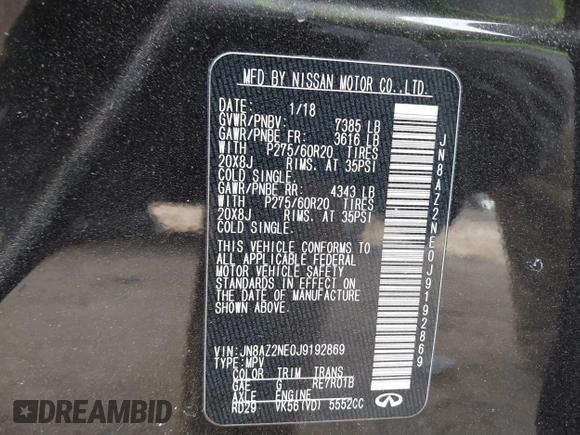 MFD BY NISSAN MOTOR CO.,LTD.
DATE: 1/18
GVWR/PNBV: 7385 LB
GAWR/PNBE FR: 3616 LB
WITH P275/60R20 TIRES
20X8J RIMS, AT 35PSI
COLD SINGLE.
GAWR/PNBE RR: 4343 LB
WITH P275/60R20 TIRES
20X8J RIMS, AT 35PSI
COLD SINGLE.
THIS VEHICLE CONFORMS TO
ALL APPLICABLE FEDERAL
MOTOR VEHICLE SAFETY
STANDARDS IN EFFECT ON
THE DATE OF MANUFACTURE
SHOWN ABOVE.
VIN: JN8AZ2NE0J9192869
TYPE: MPV
COLOR TRIM TRANS
GAE G RE7R01B
AXLE ENGINE
RD29 VK56(VD) 5552CC
JN8AZ2NE0J9192869
INFINITI
DREAMBID